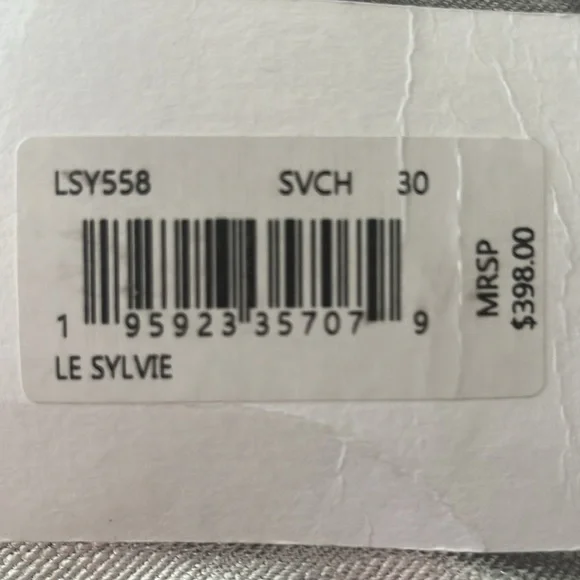 LSY558 SVCH 30
1 95923 35707 9
LE SYLVIE
MRSP
$398.00